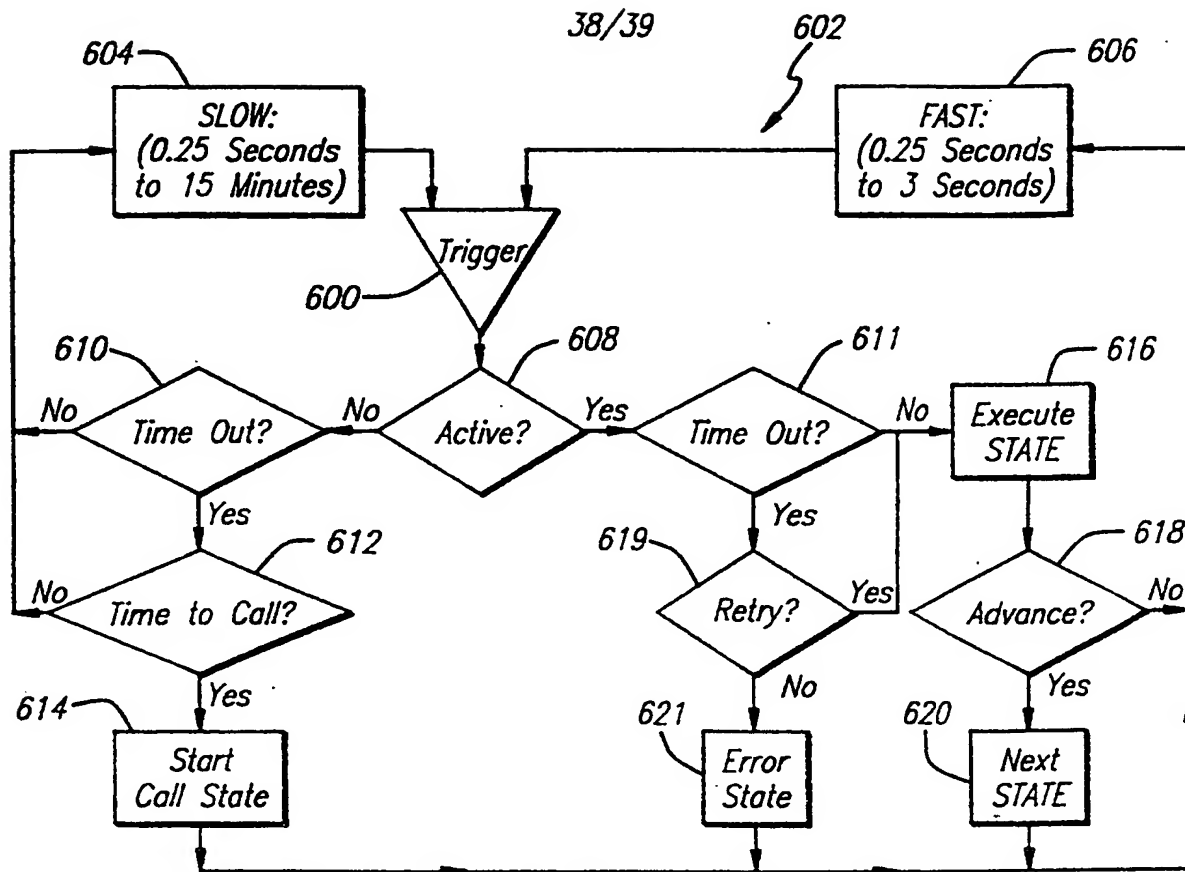 38/39
604
602
606
SLOW:
(0.25 Seconds
to 15 Minutes)
FAST:
(0.25 Seconds
to 3 Seconds)
Trigger
600
610
608
611
616
No
Time Out?
No
Active?
Yes
Time Out?
No
Execute
STATE
Yes
612
Yes
619
618
No
Time to Call?
Retry?
Yes
Advance?
No
Yes
No
Yes
614
621
620
Start
Call State
Error
State
Next
STATE